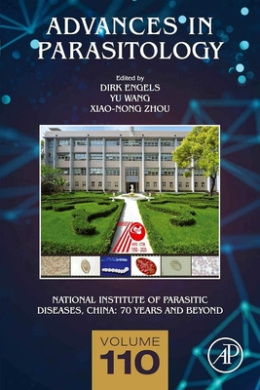 ADVANCES IN
PARASITOLOGY
Edited by
DIRK ENGELS
YU WANG
XIAO-NONG ZHOU
NATIONAL INSTITUTE OF PARASITIC
DISEASES, CHINA: 70 YEARS AND BEYOND
VOLUME
110
AP